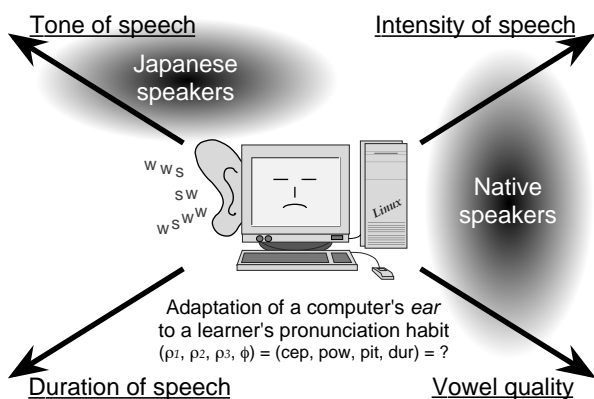 Tone of speech
Intensity of speech
Japanese
speakers
w w s
s w
w s w w
Linux
Native
speakers
Adaptation of a computer's ear
to a learner's pronunciation habit
(ρ1, ρ2, ρ3, ϕ) = (cep, pow, pit, dur) = ?
Duration of speech
Vowel quality